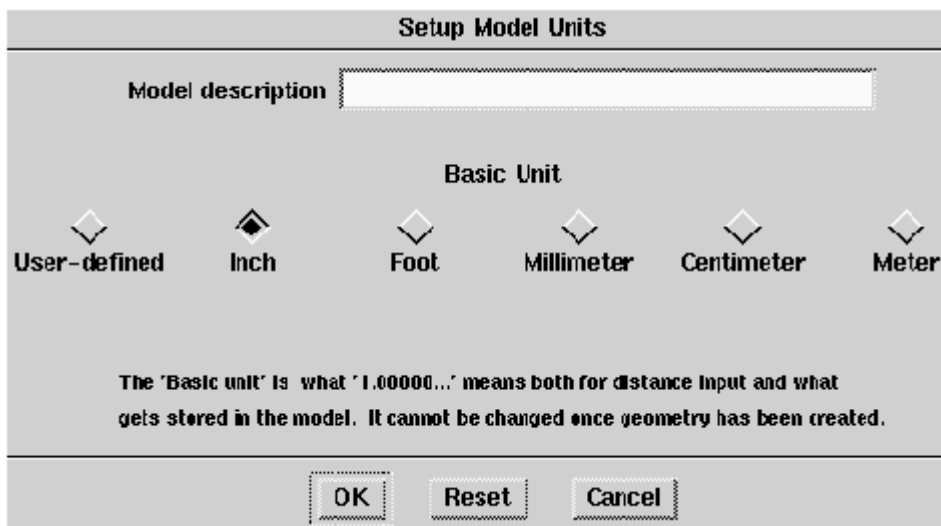 Setup Model Units
Model description
Basic Unit
User-defined Inch Foot Millimeter Centimeter Meter
The 'Basic unit' is what '1.00000...' means both for distance input and what
gets stored in the model. It cannot be changed once geometry has been created.
OK Reset Cancel